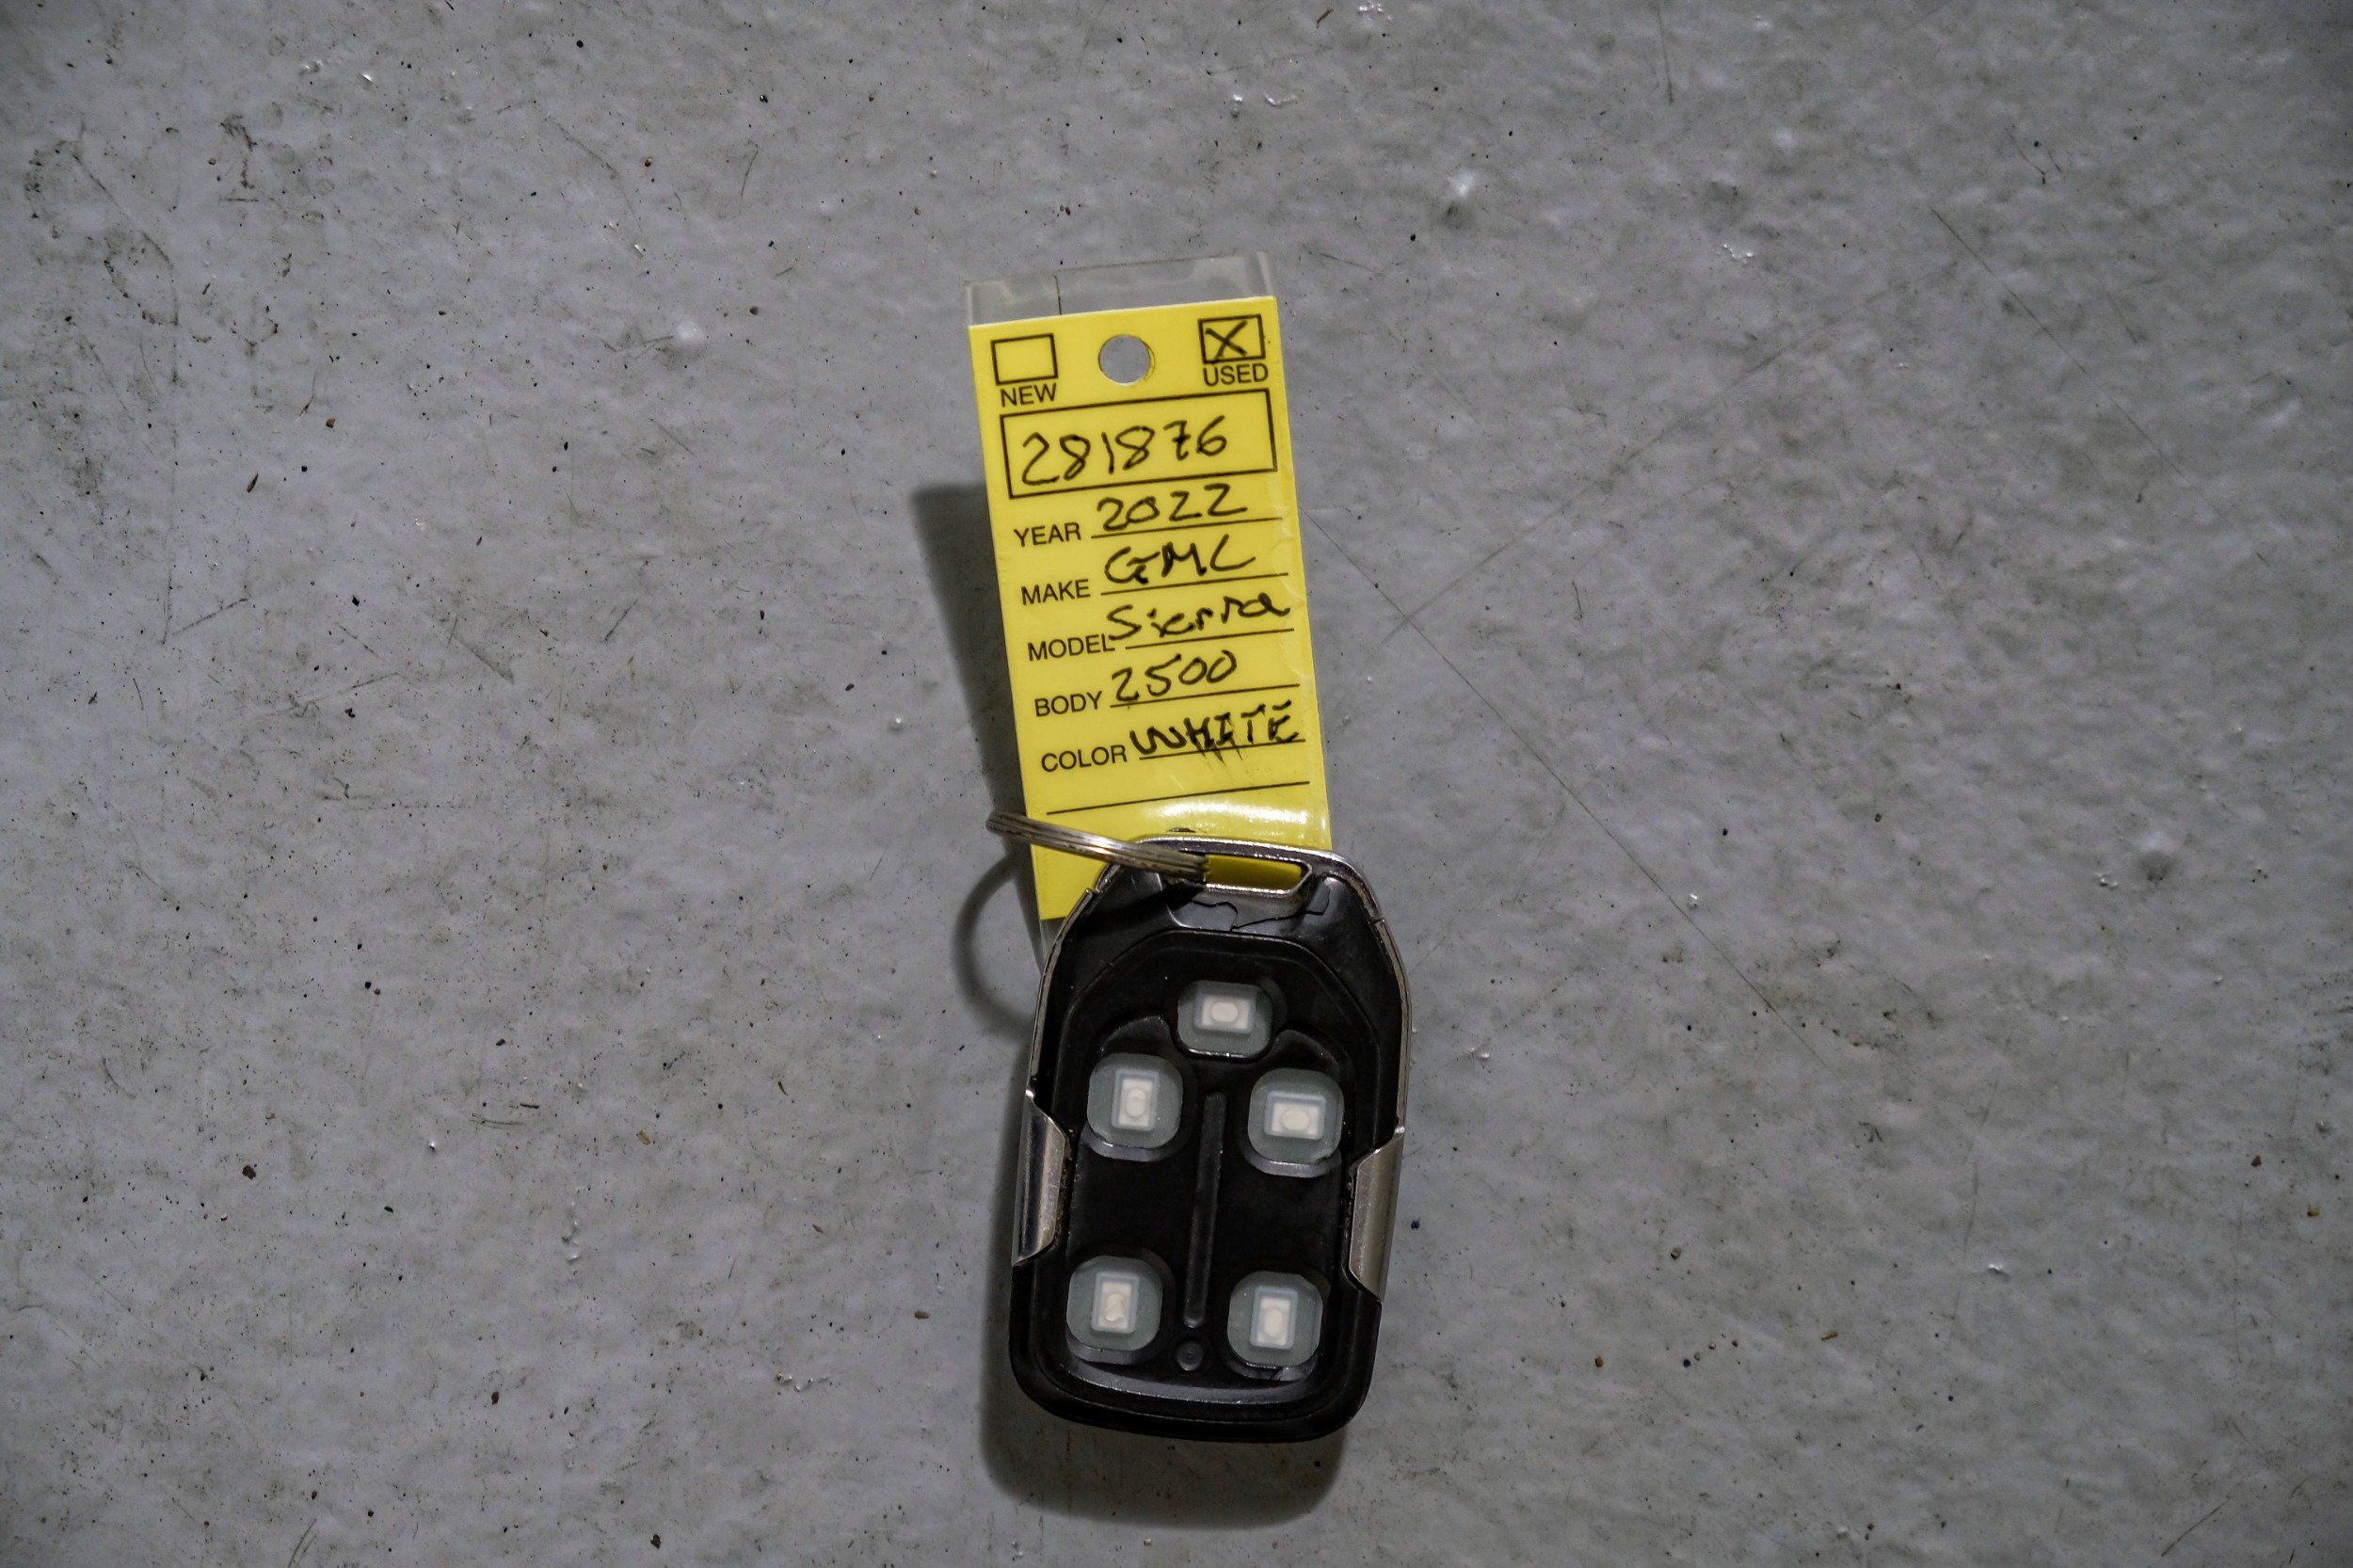 X
NEW USED
281876
YEAR 2022
MAKE GMC
MODEL Sierra
BODY 2500
COLOR WHITE